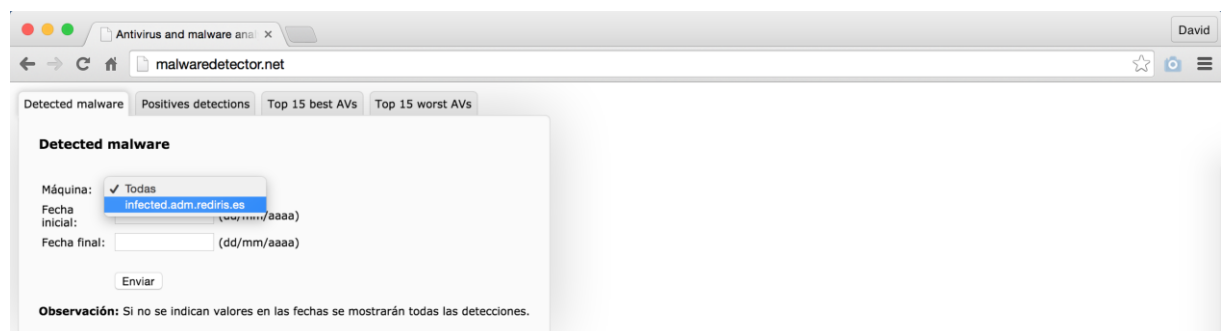 Antivirus and malware anal
David
malwaredetector.net
Detected malware Positives detections Top 15 best AVs Top 15 worst AVs
Detected malware
Máquina: Todas
infected.adm.rediris.es
Fecha
inicial: (dd/mm/aaaa)
Fecha final: (dd/mm/aaaa)
Enviar
Observación: Si no se indican valores en las fechas se mostrarán todas las detecciones.